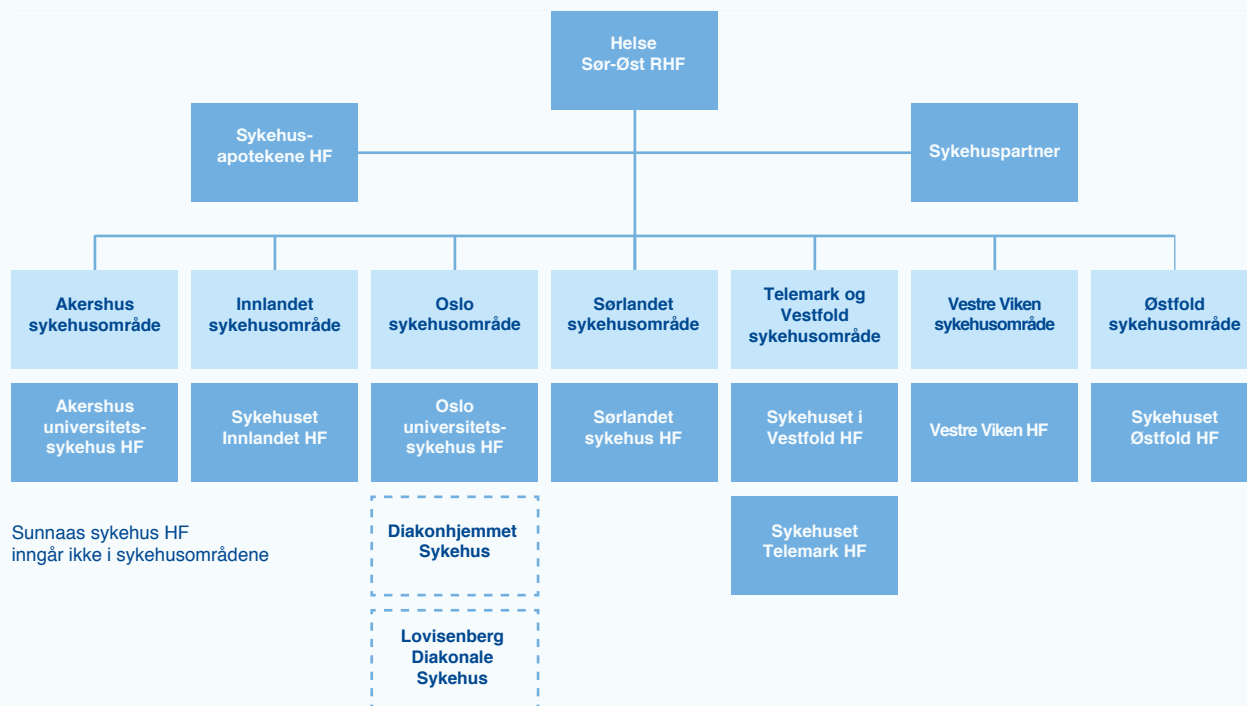 Helse
Sør-Øst RHF
Sykehus-
apotekene HF
Sykehuspartner
Akershus
sykehusområde
Innlandet
sykehusområde
Oslo
sykehusområde
Sørlandet
sykehusområde
Telemark og
Vestfold
sykehusområde
Vestre Viken
sykehusområde
Østfold
sykehusområde
Akershus
universitets-
sykehus HF
Sykehuset
Innlandet HF
Oslo
universitets-
sykehus HF
Sørlandet
sykehus HF
Sykehuset i
Vestfold HF
Vestre Viken HF
Sykehuset
Østfold HF
Sunnaas sykehus HF
inngår ikke i sykehusområdene
Diakonhjemmet
Sykehus
Sykehuset
Telemark HF
Lovisenberg
Diakonale
Sykehus